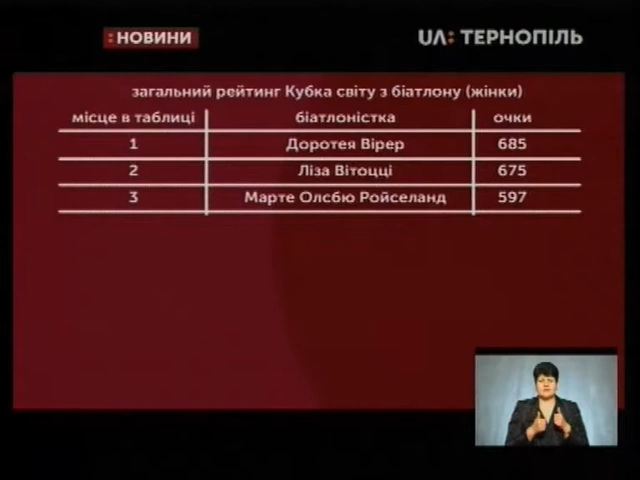 :НОВИНИ
UA: ТЕРНОПІЛЬ
загальний рейтинг Кубка світу з біатлону (жінки)
місце в таблиці біатлоністка очки
1 Доротея Вірер 685
2 Ліза Вітоцці 675
3 Марте Олсбю Ройселанд 597